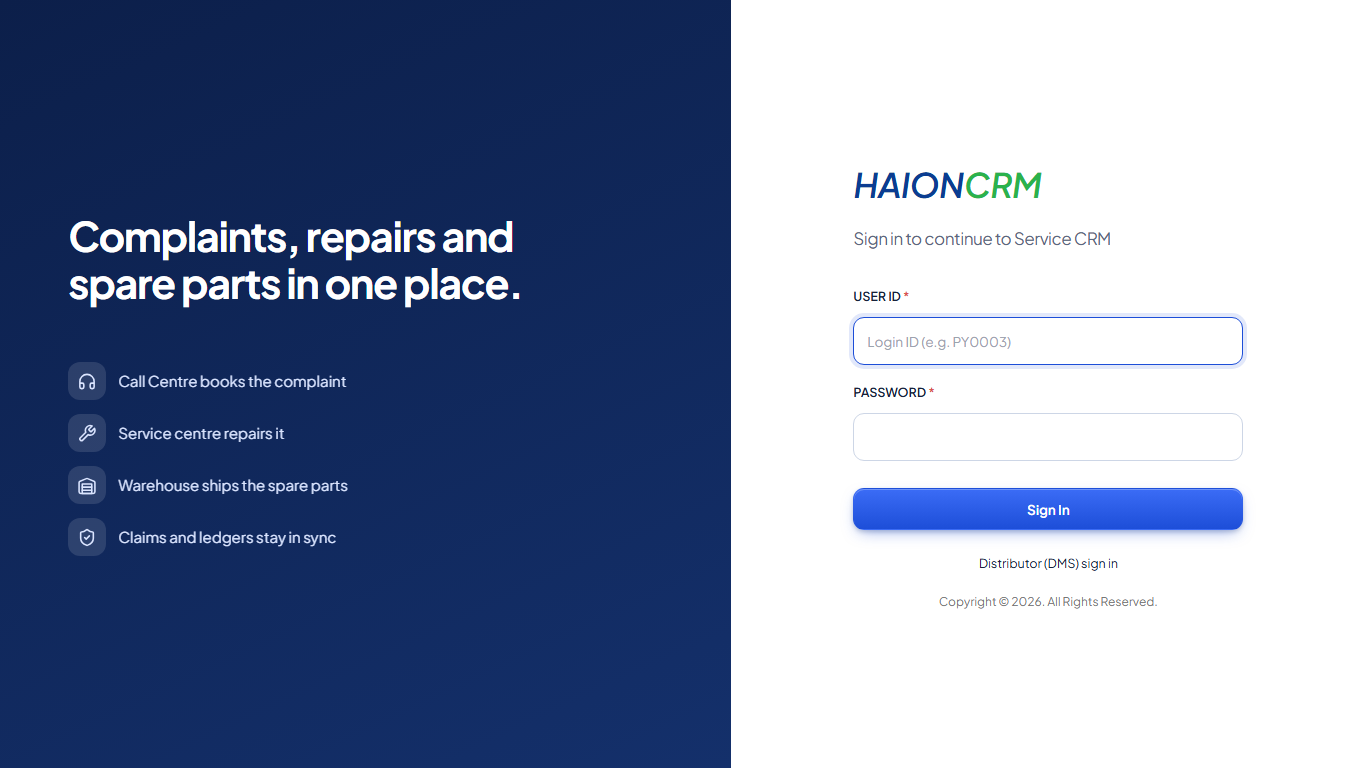 Complaints, repairs and
spare parts in one place.
Call Centre books the complaint
Service centre repairs it
Warehouse ships the spare parts
Claims and ledgers stay in sync
HAIONCRM
Sign in to continue to Service CRM
USER ID *
Login ID (e.g. PY0003)
PASSWORD *
Sign In
Distributor (DMS) sign in
Copyright © 2026. All Rights Reserved.